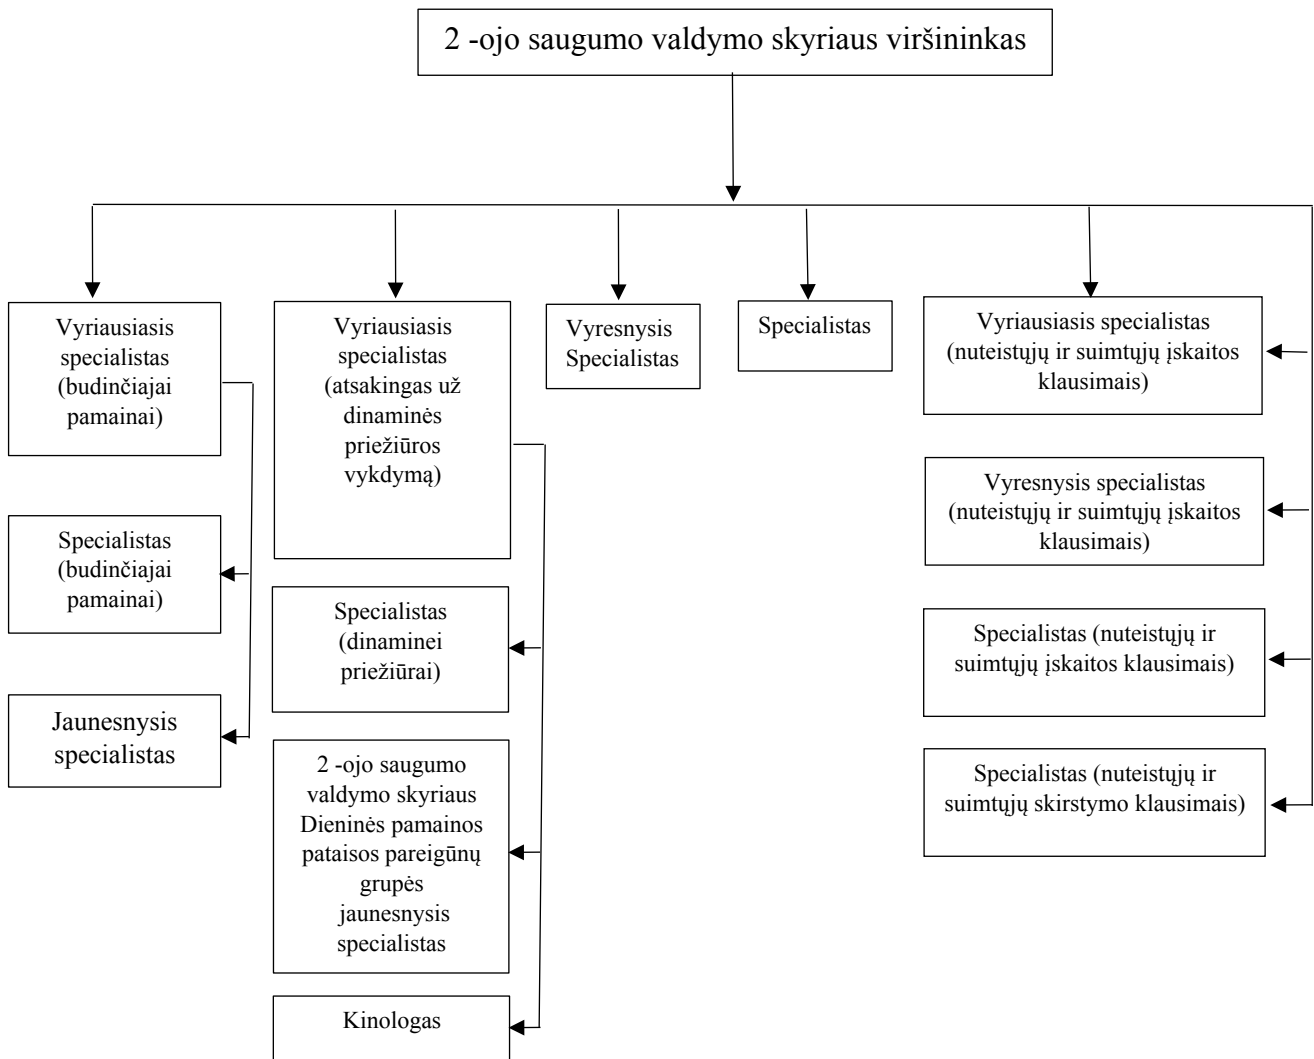 2 -ojo saugumo valdymo skyriaus viršininkas
Vyriausiasis
specialistas
(budinčiajai
pamainai)
Specialistas
(budinčiajai
pamainai)
Jaunesnysis
specialistas
Vyriausiasis
specialistas
(atsakingas už
dinaminės
priežiūros
vykdymą)
Specialistas
(dinaminei
priežiūrai)
2 -ojo saugumo
valdymo skyriaus
Dieninės pamainos
pataisos pareigūnų
grupės
jaunesnysis
specialistas
Kinologas
Vyresnysis
Specialistas
Specialistas
Vyriausiasis specialistas
(nuteistųjų ir suimtųjų įskaitos
klausimais)
Vyresnysis specialistas
(nuteistųjų ir suimtųjų įskaitos
klausimais)
Specialistas (nuteistųjų ir
suimtųjų įskaitos klausimais)
Specialistas (nuteistųjų ir
suimtųjų skirstymo klausimais)